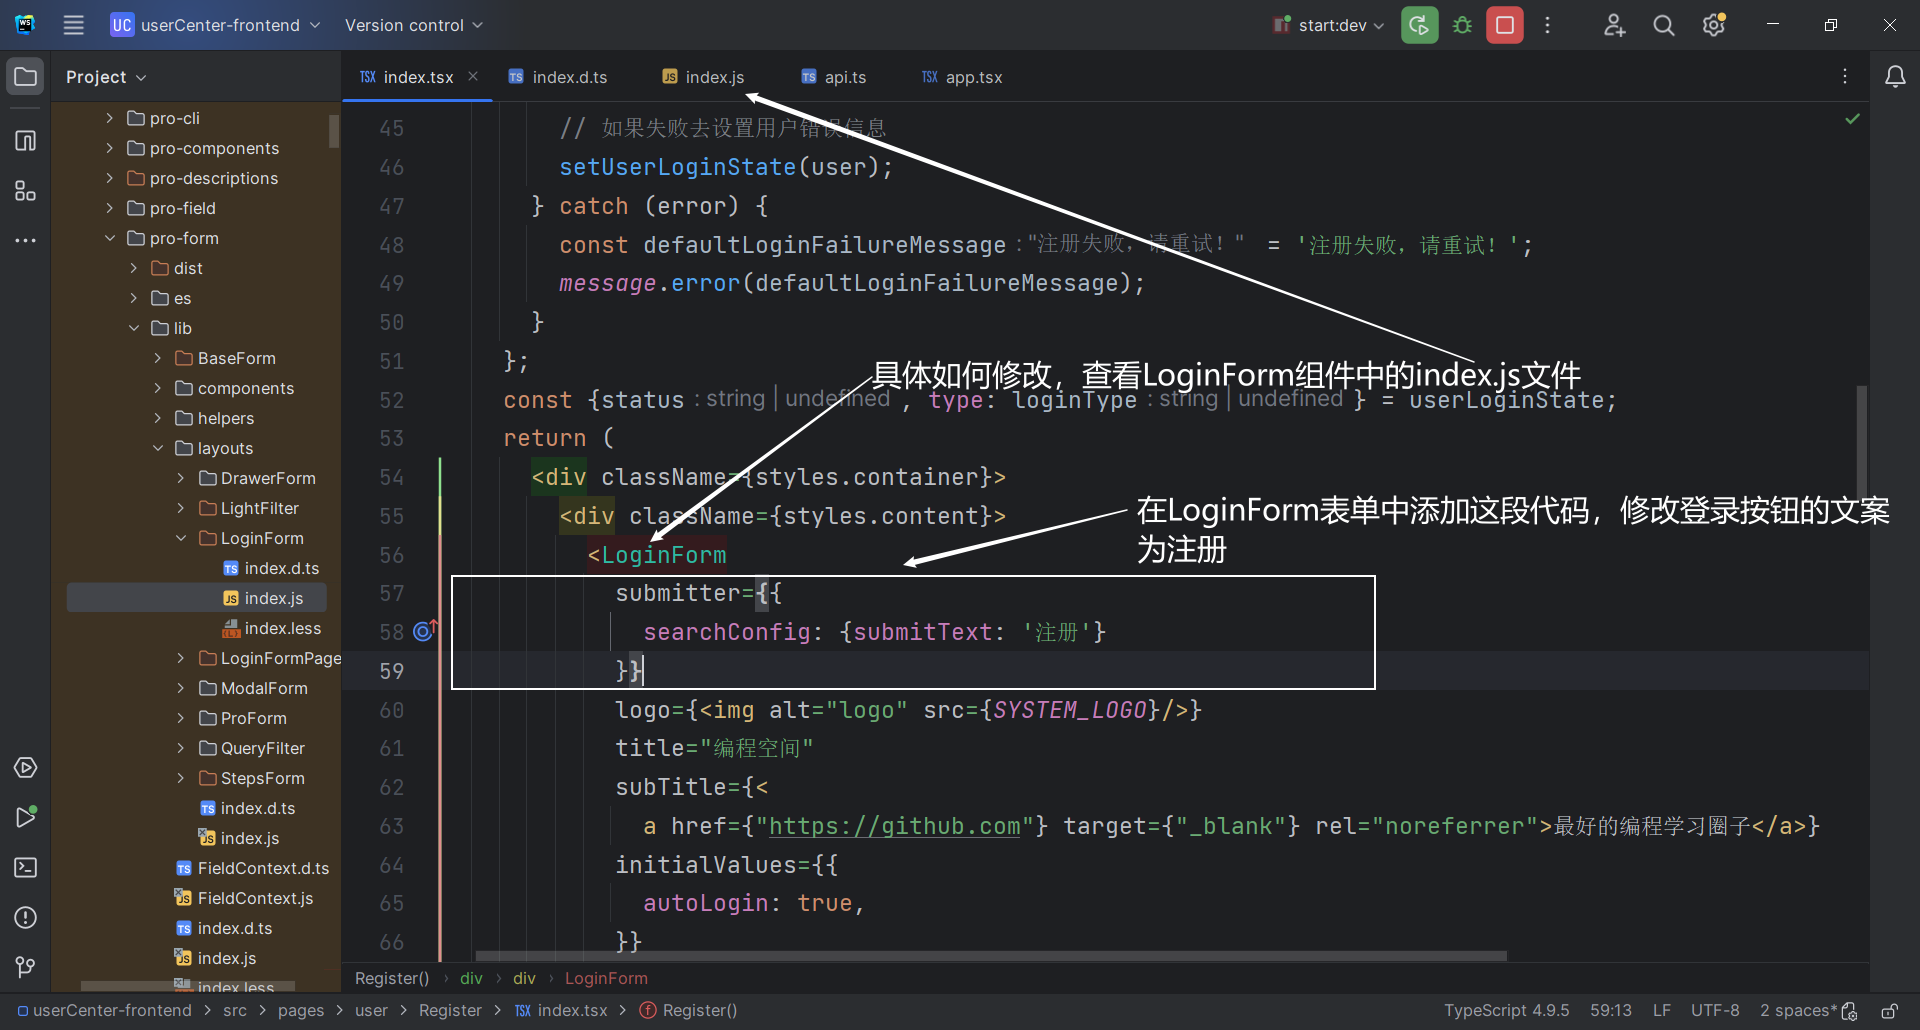 UC userCenter-frontend Version control start:dev
Project
index.tsx index.d.ts index.js api.ts app.tsx
pro-cli
pro-components
pro-descriptions
pro-field
pro-form
dist
es
lib
BaseForm
components
helpers
layouts
DrawerForm
LightFilter
LoginForm
index.d.ts
index.js
index.less
LoginFormPage
ModalForm
ProForm
QueryFilter
StepsForm
index.d.ts
index.js
FieldContext.d.ts
FieldContext.js
index.d.ts
index.js
index.less
45 // 如果失败去设置用户错误信息
46 setUserLoginState(user);
47 } catch (error) {
48 const defaultLoginFailureMessage : "注册失败，请重试！" = '注册失败，请重试！';
49 message.error(defaultLoginFailureMessage);
50 }
51 };
具体如何修改，查看LoginForm组件中的index.js文件
52 const {status : string | undefined , type: loginType : string | undefined } = userLoginState;
53 return (
54 <div className={styles.container}>
55 <div className={styles.content}>
在LoginForm表单中添加这段代码，修改登录按钮的文案
为注册
56 <LoginForm
57 submitter={{
58 searchConfig: {submitText: '注册'}
59 }}
60 logo={<img alt="logo" src={SYSTEM_LOGO}/>}
61 title="编程空间"
62 subTitle={<
63 a href={"https://github.com"} target={"_blank"} rel="noreferrer">最好的编程学习圈子</a>}
64 initialValues={{
65 autoLogin: true,
66 }}
Register() › div › div › LoginForm
userCenter-frontend > src > pages > user > Register > index.tsx > Register() TypeScript 4.9.5 59:13 LF UTF-8 2 spaces*